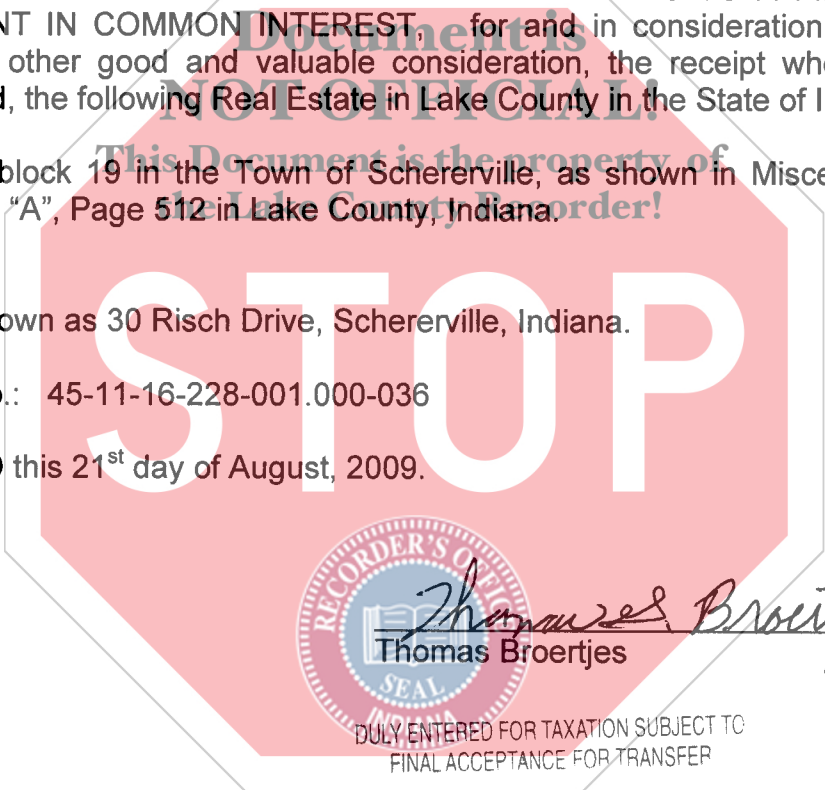 NT IN COMMON INTEREST, for and in consideration
other good and valuable consideration, the receipt
d, the following Real Estate in Lake County in the State of
block 19 in the Town of Schererville, as shown in
"A", Page 512 in Lake County, Indiana.
own as 30 Risch Drive, Schererville, Indiana.
.: 45-11-16-228-001.000-036
this 21st day of August, 2009.
Document is
NOT OFFICIAL!
This Document is the property of
the Lake County Recorder!
STOP
RECORDER'S OFFICE
SEAL
INDIANA
Thomas Broertjes
DULY ENTERED FOR TAXATION SUBJECT TO
FINAL ACCEPTANCE FOR TRANSFER